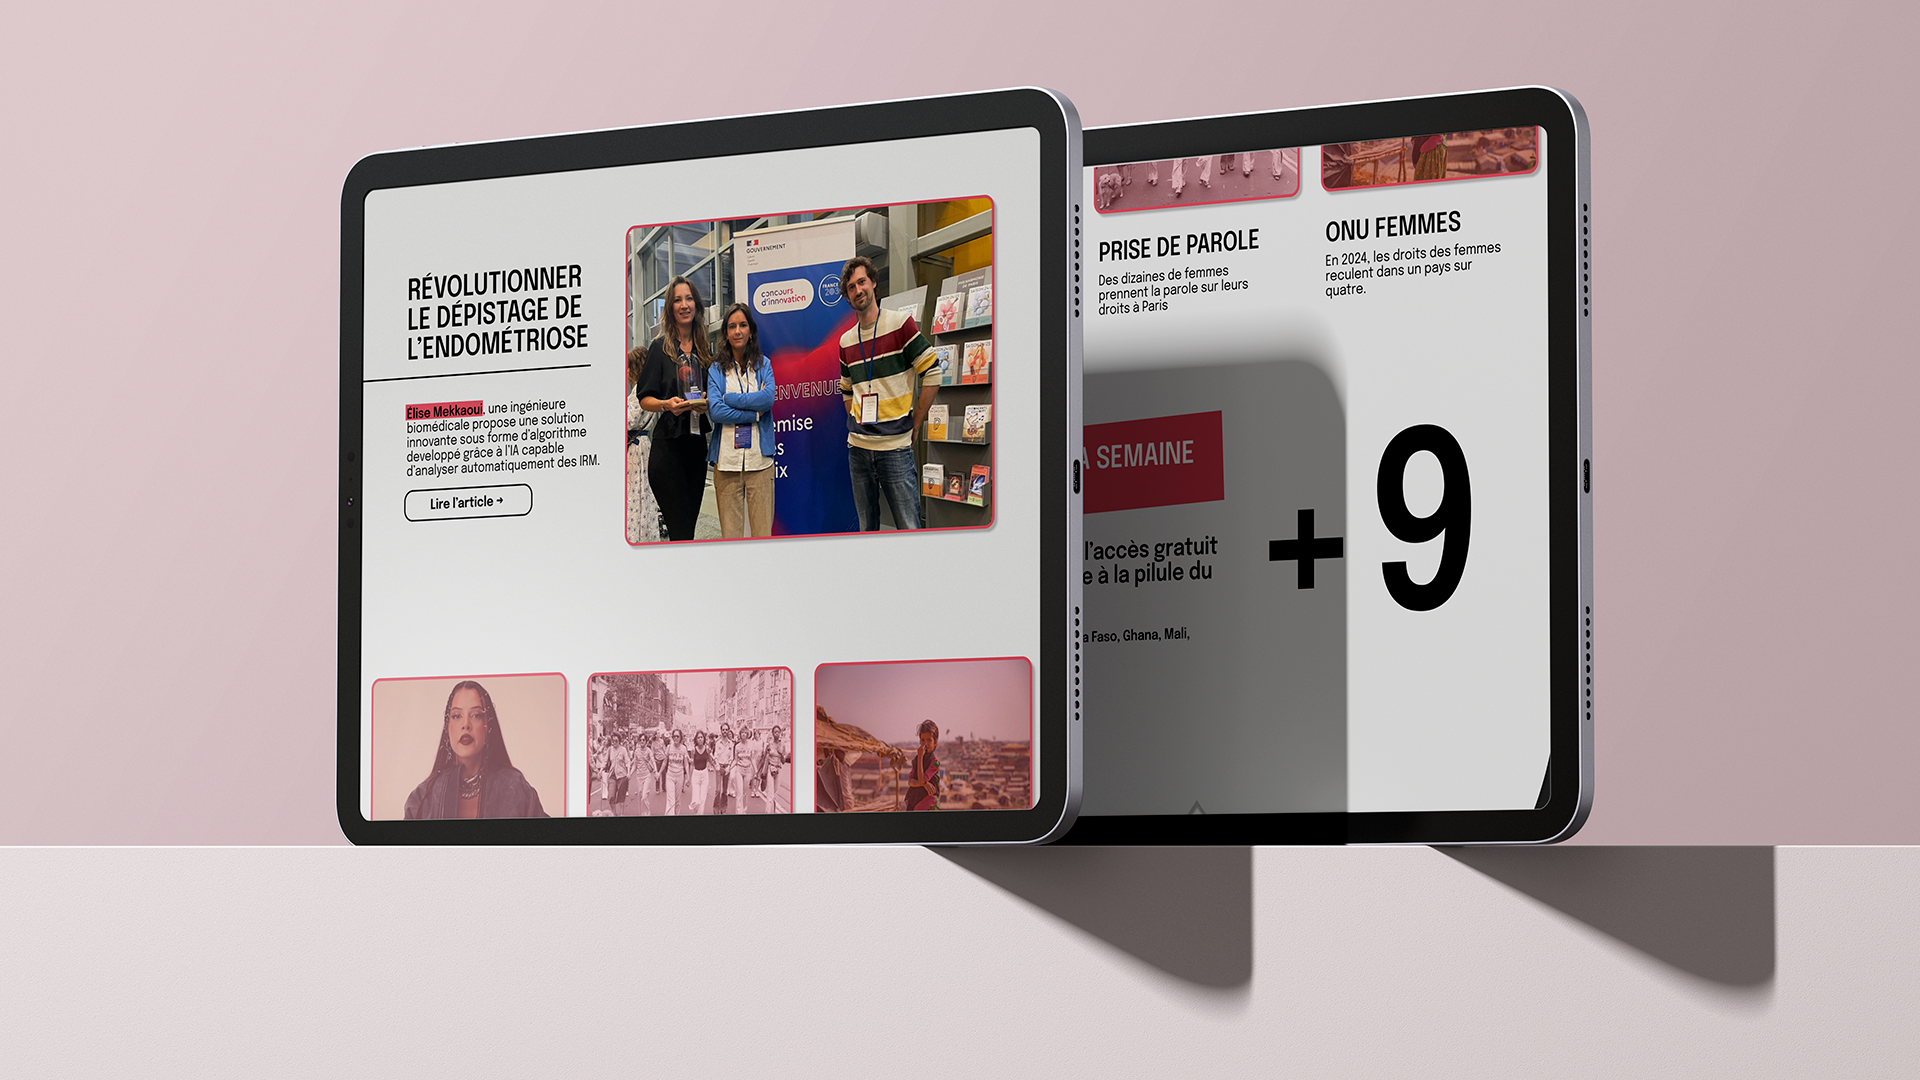 RÉVOLUTIONNER
LE DÉPISTAGE DE
L'ENDOMÉTRIOSE
Élise Mekkaoui, une ingénieure
biomédicale propose une solution
innovante sous forme d'algorithme
developpé grâce à l'IA capable
d'analyser automatiquement des IRM.
Lire l'article →
GOUVERNEMENT
concours
d'innovation
FRANCE
2030
ENVENUE
emise
es
ix
PRISE DE PAROLE
Des dizaines de femmes
prennent la parole sur leurs
droits à Paris
ONU FEMMES
En 2024, les droits des femmes
reculent dans un pays sur
quatre.
A SEMAINE
l'accès gratuit
e à la pilule du
a Faso, Ghana, Mali,
+9